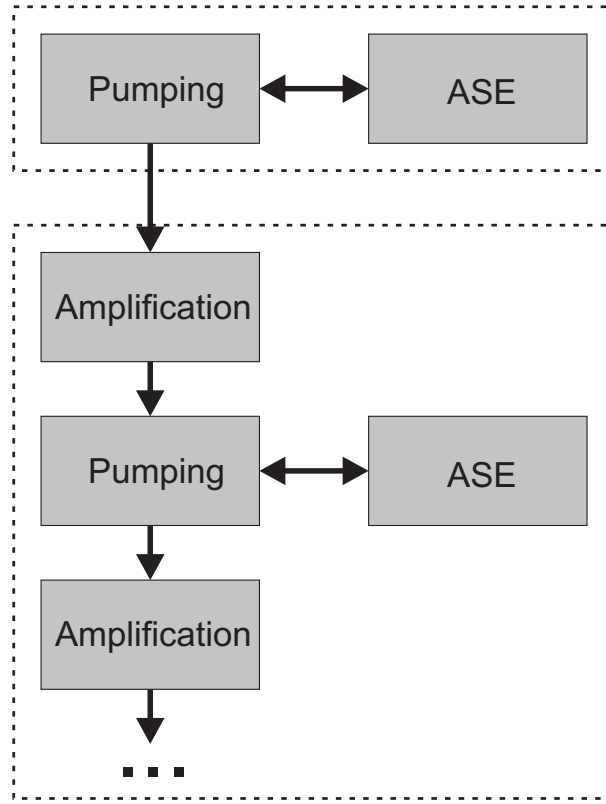 Pumping
ASE
Amplification
Pumping
ASE
Amplification
...